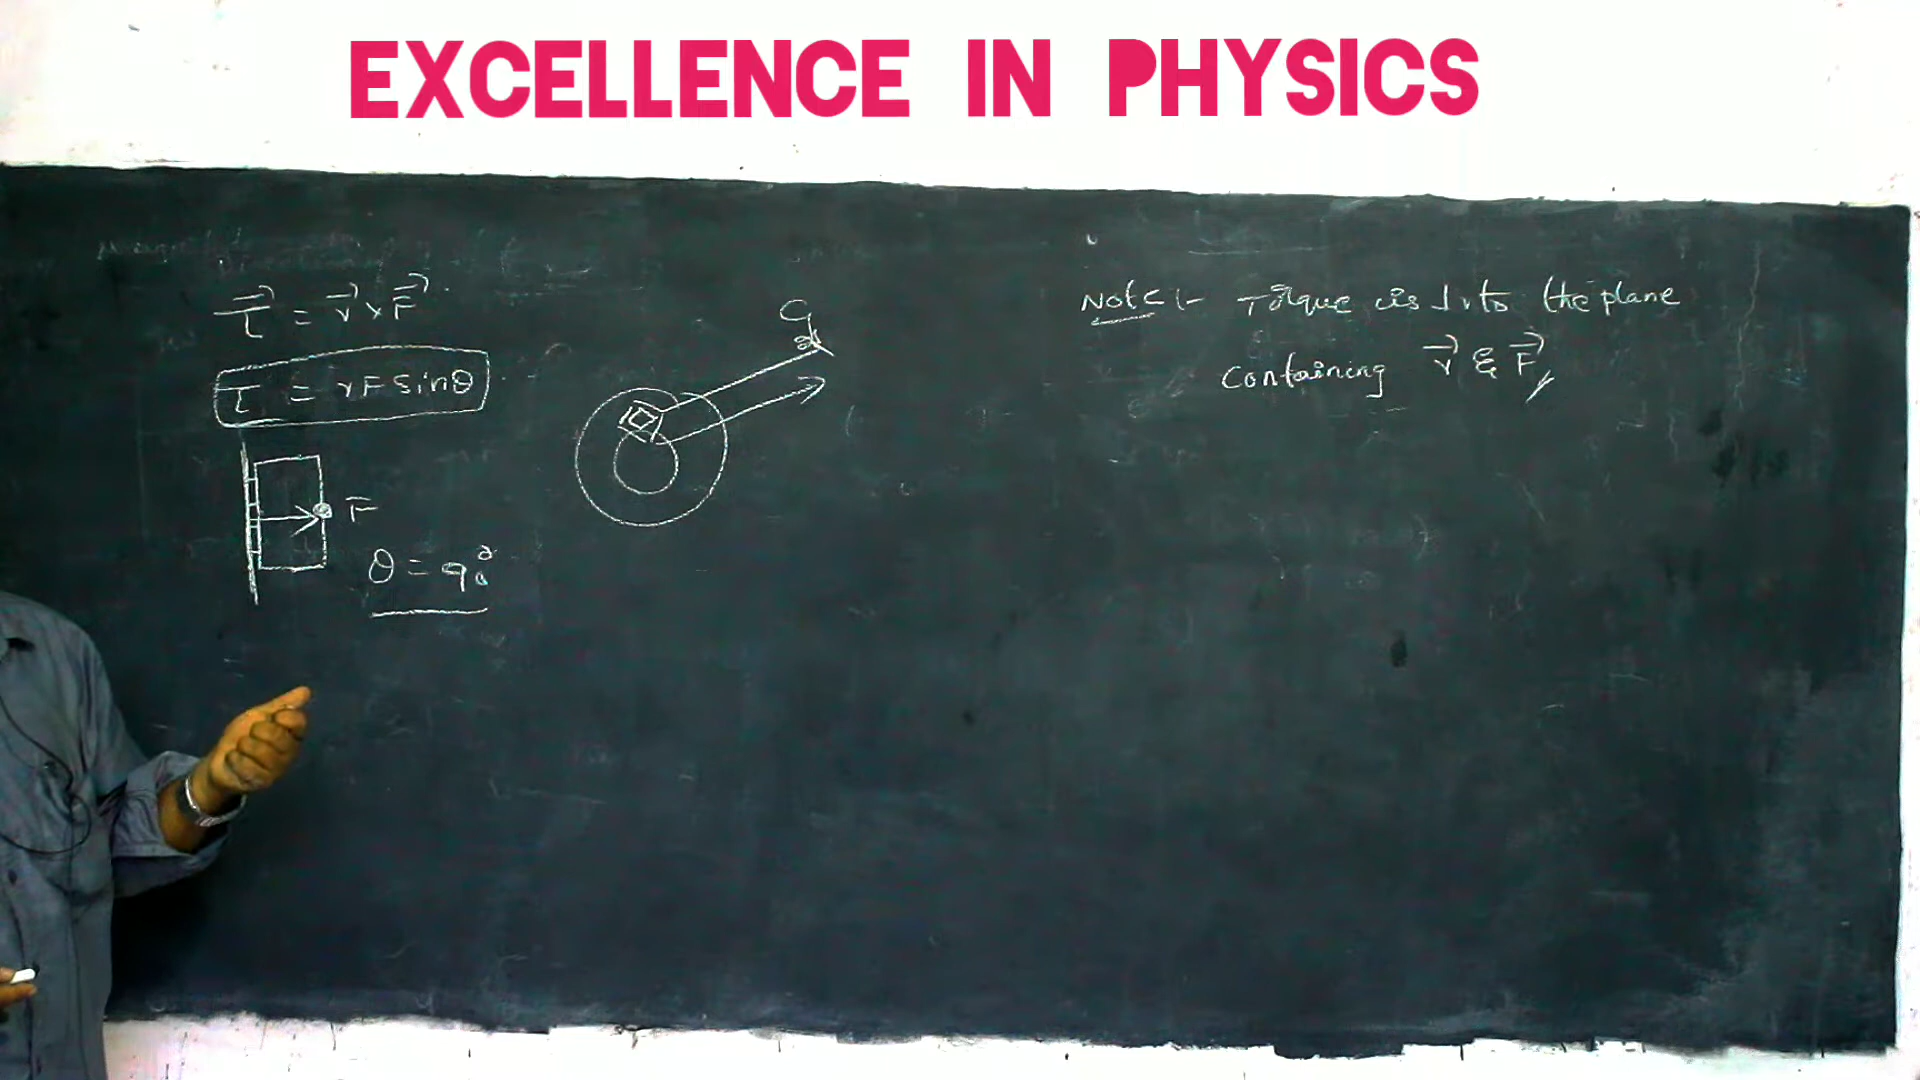 EXCELLENCE IN PHYSICS
τ⃗ = r⃗ × F⃗
τ = rF sinθ
F
θ = 90°
Note :- Torque is ⊥r to the plane
containing r⃗ & F⃗